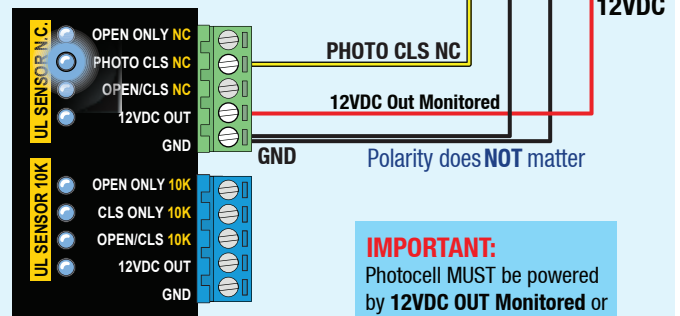 12VDC
UL SENSOR N.C.
OPEN ONLY NC
PHOTO CLS NC
OPEN/CLS NC
12VDC OUT
GND
PHOTO CLS NC
12VDC Out Monitored
GND
Polarity does NOT matter
UL SENSOR 10K
OPEN ONLY 10K
CLS ONLY 10K
OPEN/CLS 10K
12VDC OUT
GND
IMPORTANT:
Photocell MUST be powered
by 12VDC OUT Monitored or